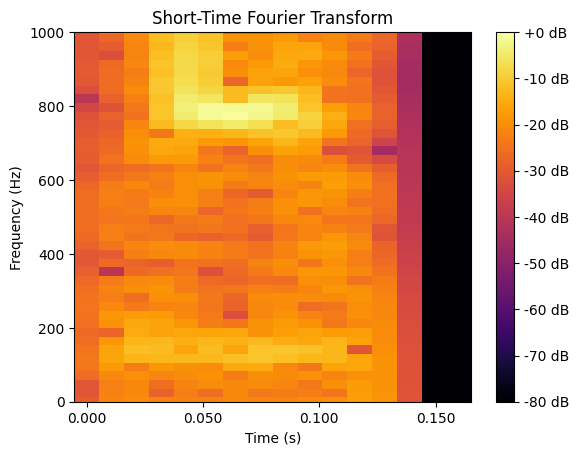 Short-Time Fourier Transform
1000
800
600
400
200
0
Frequency (Hz)
0.000
0.050
0.100
0.150
Time (s)
+0 dB
-10 dB
-20 dB
-30 dB
-40 dB
-50 dB
-60 dB
-70 dB
-80 dB